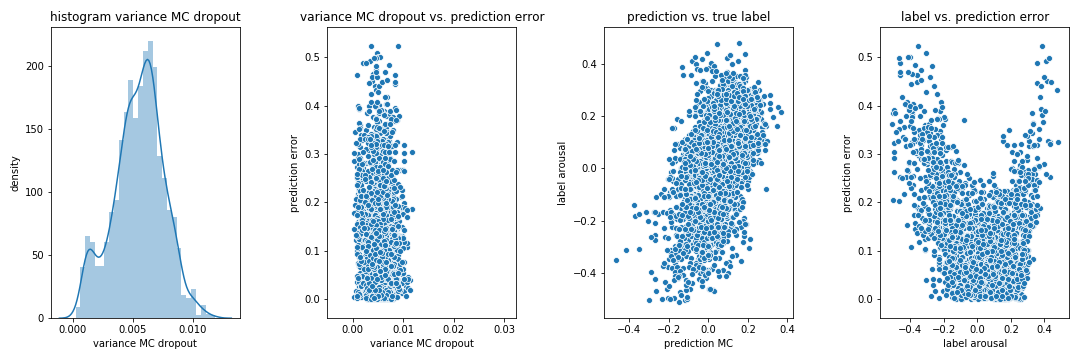 histogram variance MC dropout
density
200
150
100
50
0
0.000 0.005 0.010
variance MC dropout
variance MC dropout vs. prediction error
prediction error
0.5
0.4
0.3
0.2
0.1
0.0
0.00 0.01 0.02 0.03
variance MC dropout
prediction vs. true label
label arousal
0.4
0.2
0.0
−0.2
−0.4
−0.4 −0.2 0.0 0.2 0.4
prediction MC
label vs. prediction error
prediction error
0.5
0.4
0.3
0.2
0.1
0.0
−0.4 −0.2 0.0 0.2 0.4
label arousal